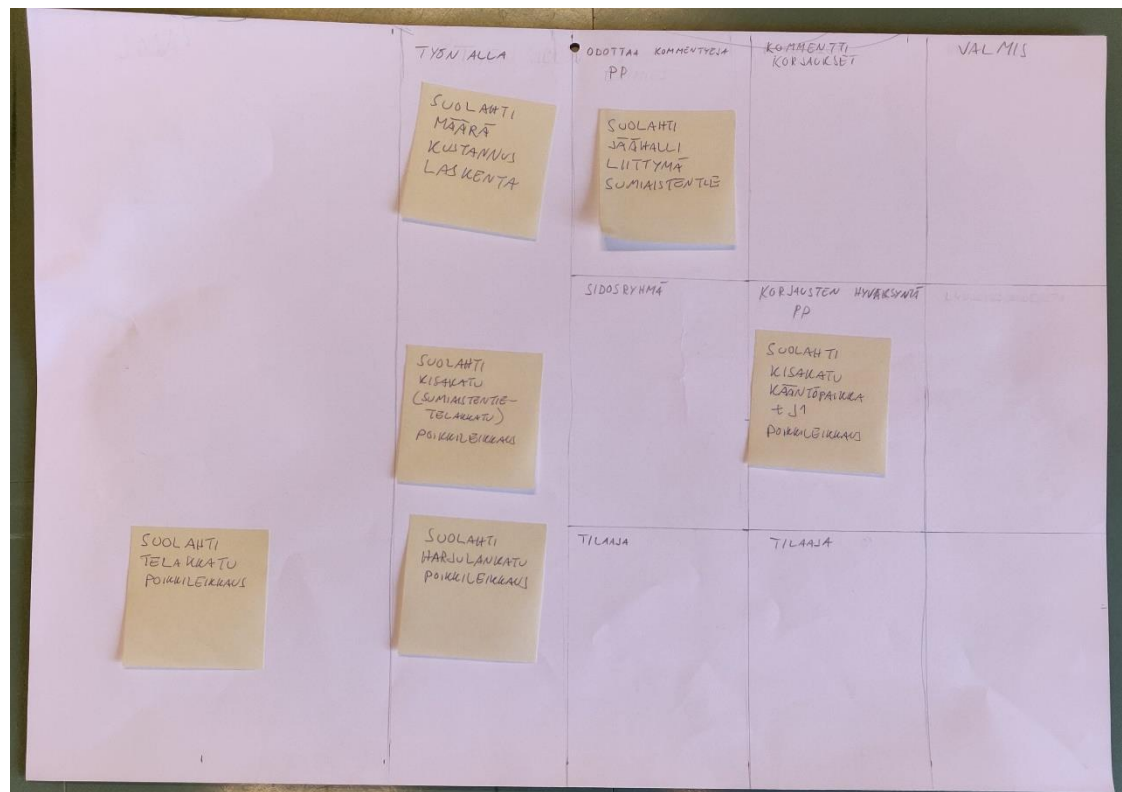 TYÖN ALLA
ODOTTAA KOMMENTTEJA
PP
KOMMENTTI
KORJAUKSET
VALMIS
SUOLAHTI
MÄÄRÄ
KUSTANNUS
LASKENTA
SUOLAHTI
JÄÄHALLI
LIITTYMÄ
SUMIAISTENTIE
SIDOSRYHMÄ
KORJAUSTEN HYVÄKSYNTÄ
PP
SUOLAHTI
KISAKATU
(SUMIAISTENTIE-
TELAKKATU)
POIKKILEIKKAUS
SUOLAHTI
KISAKATU
KÄÄNTÖPAIKKA
+ J1
POIKKILEIKKAUS
SUOLAHTI
TELAKKATU
POIKKILEIKKAUS
SUOLAHTI
HARJULANKATU
POIKKILEIKKAUS
TILAAJA
TILAAJA